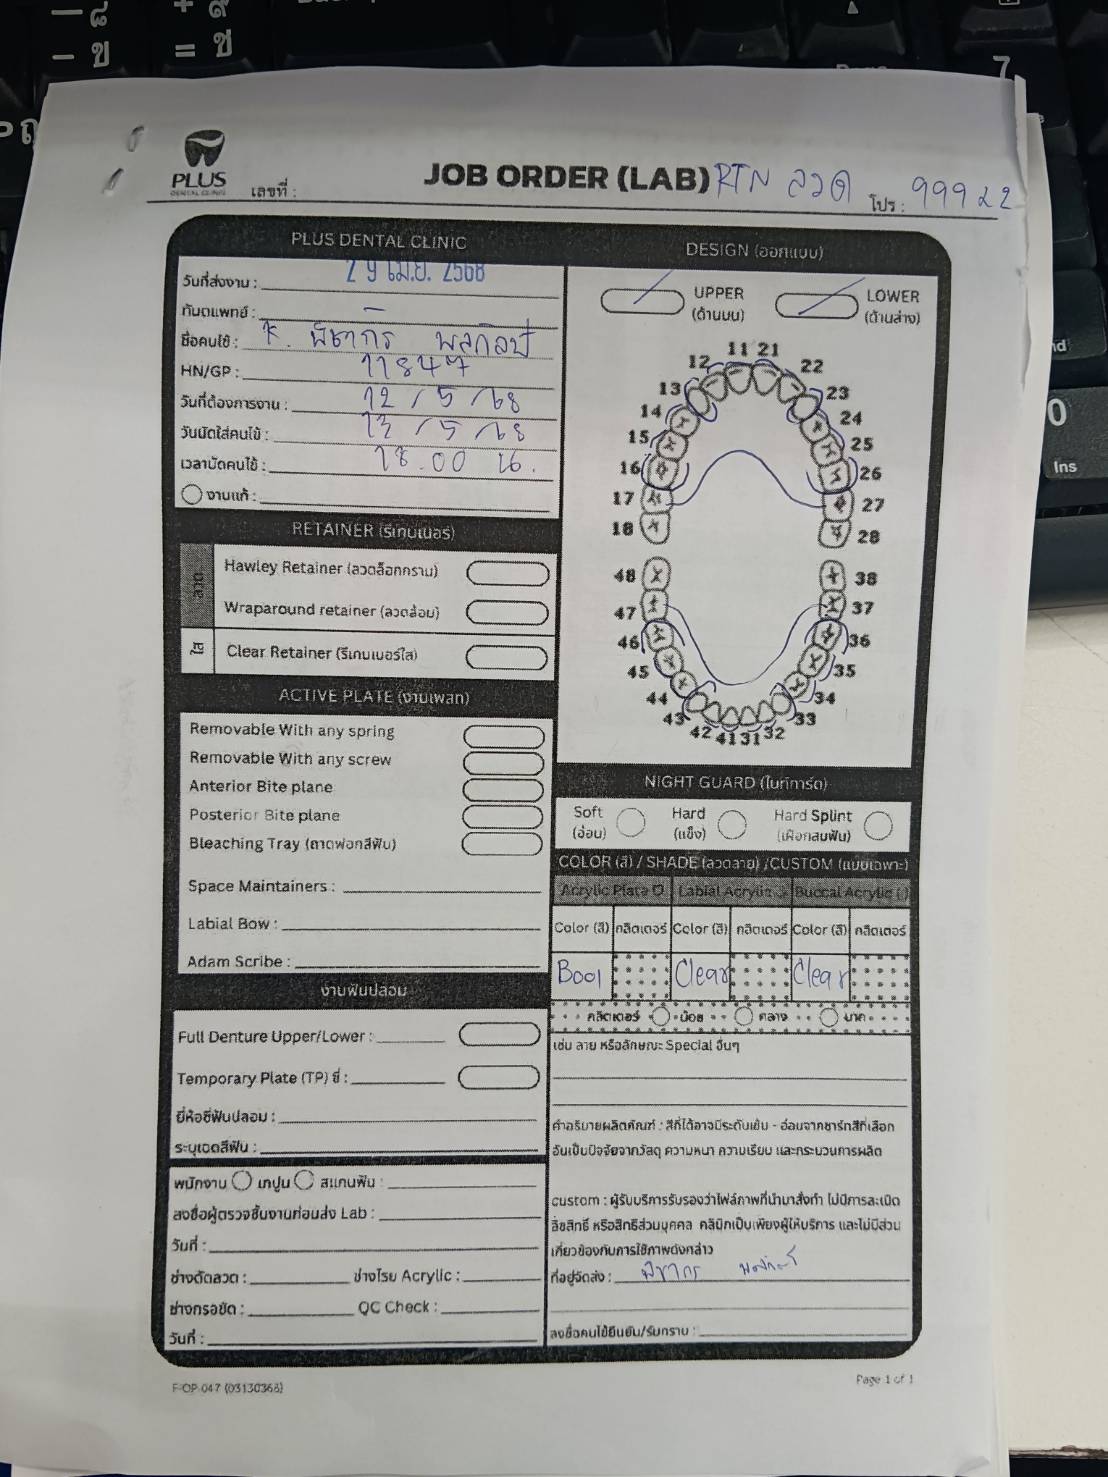 PLUS
DENTAL CLINIC
เลขที่ :
JOB ORDER (LAB) RTN ลวด
โปร : 999 x 2
PLUS DENTAL CLINIC
วันที่ส่งงาน : 29 เม.ย. 2568
ทันตแพทย์ : -
ชื่อคนไข้ : K. พิชากร
HN/GP : 11847
วันที่ต้องการงาน : 12 / 5 / 68
วันนัดใส่คนไข้ : 13 / 5 / 68
เวลานัดคนไข้ : 18.00 น.
งานแก้ :
RETAINER (รีเทนเนอร์)
ลวด
Hawley Retainer (ลวดล็อกกราม)
Wraparound retainer (ลวดล้อม)
ใส
Clear Retainer (รีเทนเนอร์ใส)
ACTIVE PLATE (งานเพลท)
Removable With any spring
Removable With any screw
Anterior Bite plane
Posterior Bite plane
Bleaching Tray (ถาดฟอกสีฟัน)
Space Maintainers :
Labial Bow :
Adam Scribe :
งานฟันปลอม
Full Denture Upper/Lower :
Temporary Plate (TP) ซี่ :
ยี่ห้อซี่ฟันปลอม :
ระบุเฉดสีฟัน :
พนักงาน เทปูน สแกนฟัน :
ลงชื่อผู้ตรวจชิ้นงานก่อนส่ง Lab :
วันที่ :
ช่างดัดลวด : ช่างโรย Acrylic :
ช่างกรอขัด : QC Check :
วันที่ :
DESIGN (ออกแบบ)
UPPER
(ด้านบน)
LOWER
(ด้านล่าง)
11 21
12 22
13 23
14 24
15 25
16 26
17 27
18 28
48 38
47 37
46 36
45 35
44 34
43 33
42 41 31 32
NIGHT GUARD (ไนท์การ์ด)
Soft
(อ่อน)
Hard
(แข็ง)
Hard Splint
(เฝือกสบฟัน)
COLOR (สี) / SHADE (ลวดลาย) /CUSTOM (แบบเฉพาะ)
Acrylic Plate Labial Acrylic Buccal Acrylic ( )
Color (สี) กลิตเตอร์ Color (สี) กลิตเตอร์ Color (สี) กลิตเตอร์
B001 Clear Clear
กลิตเตอร์ น้อย กลาง มาก
เช่น ลาย หรือลักษณะ Special อื่นๆ
คำอธิบายผลิตภัณฑ์ : สีที่ได้อาจมีระดับเข้ม - อ่อนจากชาร์ทสีที่เลือก
อันเป็นปัจจัยจากวัสดุ ความหนา ความเรียบ และกระบวนการผลิต
custom : ผู้รับบริการรับรองว่าไฟล์ภาพที่นำมาสั่งทำ ไม่มีการละเมิด
ลิขสิทธิ์ หรือสิทธิส่วนบุคคล คลินิกเป็นเพียงผู้ให้บริการ และไม่มีส่วน
เกี่ยวข้องกับการใช้ภาพดังกล่าว
ที่อยู่จัดส่ง : พิชากร
ลงชื่อคนไข้ยืนยัน/รับทราบ :
F-OP-047 (03130368)
Page 1 of 1
Ins